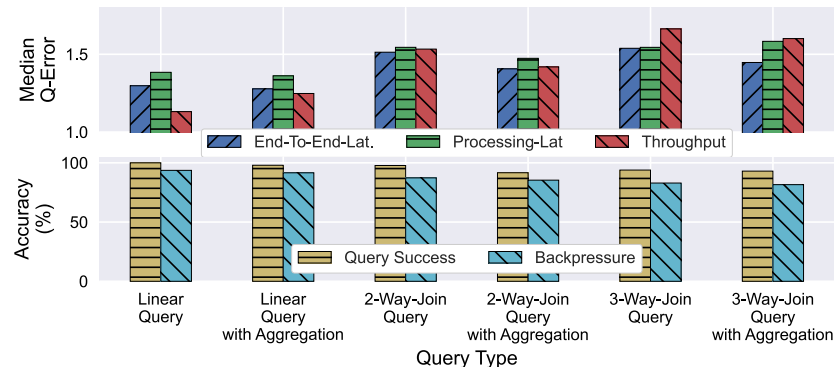 Median
Q-Error
1.5
1.0
End-To-End-Lat.
Processing-Lat
Throughput
Accuracy
(%)
100
50
0
Query Success
Backpressure
Linear
Query
Linear
Query
with Aggregation
2-Way-Join
Query
2-Way-Join
Query
with Aggregation
3-Way-Join
Query
3-Way-Join
Query
with Aggregation
Query Type